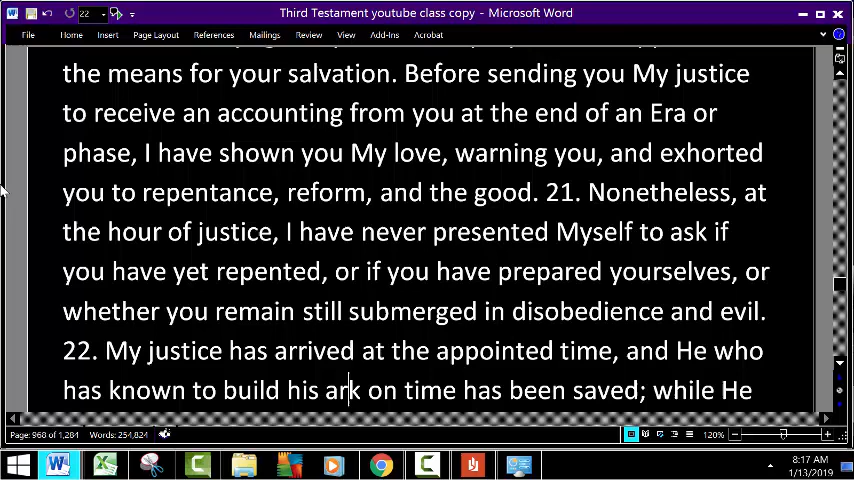 22
Third Testament youtube class copy - Microsoft Word
File Home Insert Page Layout References Mailings Review View Add-Ins Acrobat
the means for your salvation. Before sending you My justice
to receive an accounting from you at the end of an Era or
phase, I have shown you My love, warning you, and exhorted
you to repentance, reform, and the good. 21. Nonetheless, at
the hour of justice, I have never presented Myself to ask if
you have yet repented, or if you have prepared yourselves, or
whether you remain still submerged in disobedience and evil.
22. My justice has arrived at the appointed time, and He who
has known to build his ark on time has been saved; while He
Page: 968 of 1,284 Words: 254,824 120%
8:17 AM
1/13/2019